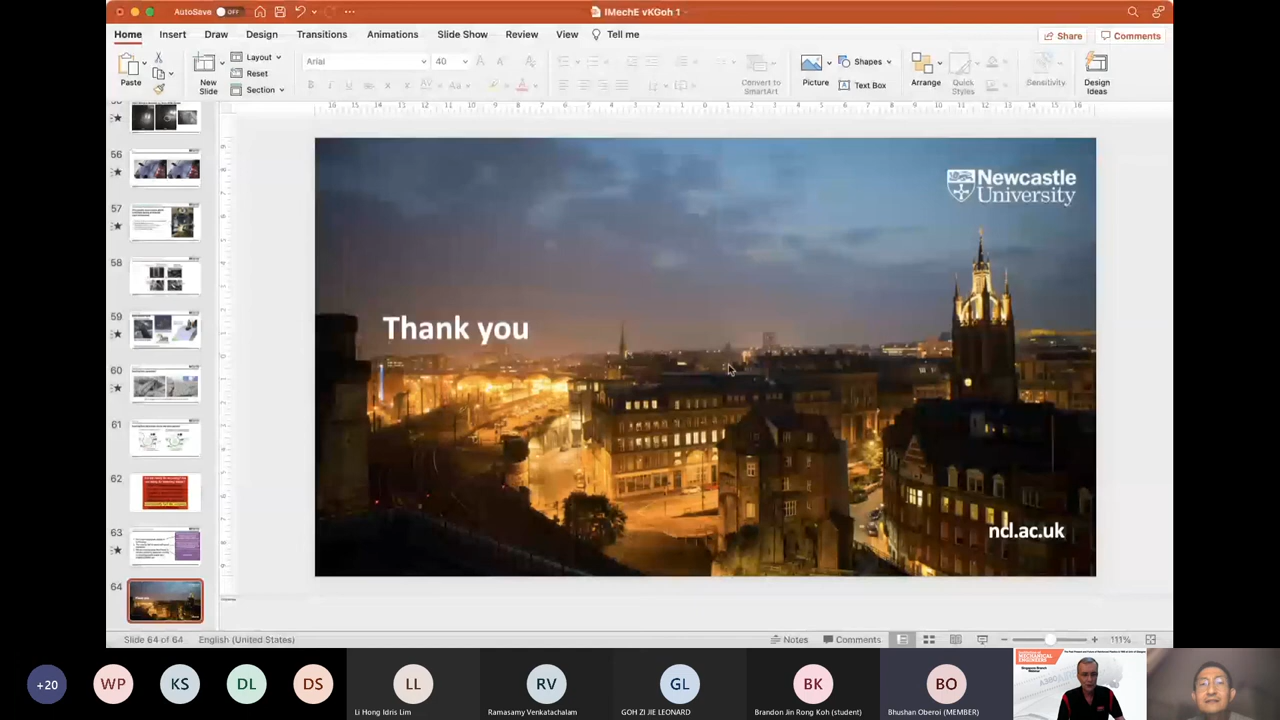 AutoSave OFF
IMechE vKGoh 1
Home Insert Draw Design Transitions Animations Slide Show Review View Tell me
Share Comments
Paste
New
Slide
Layout
Reset
Section
Arial 40
Convert to
SmartArt
Picture
Shapes
Text Box
Arrange
Quick
Styles
Sensitivity
Design
Ideas
56
57
58
59
60
61
62
63
64
Newcastle
University
Thank you
ncl.ac.uk
Slide 64 of 64 English (United States)
Notes Comments 111%
+20 WP KS DL DS LL RV GL BK BO
Li Hong Idris Lim
Ramasamy Venkatachalam
GOH ZI JIE LEONARD
Brandon Jin Rong Koh (student)
Bhushan Oberoi (MEMBER)